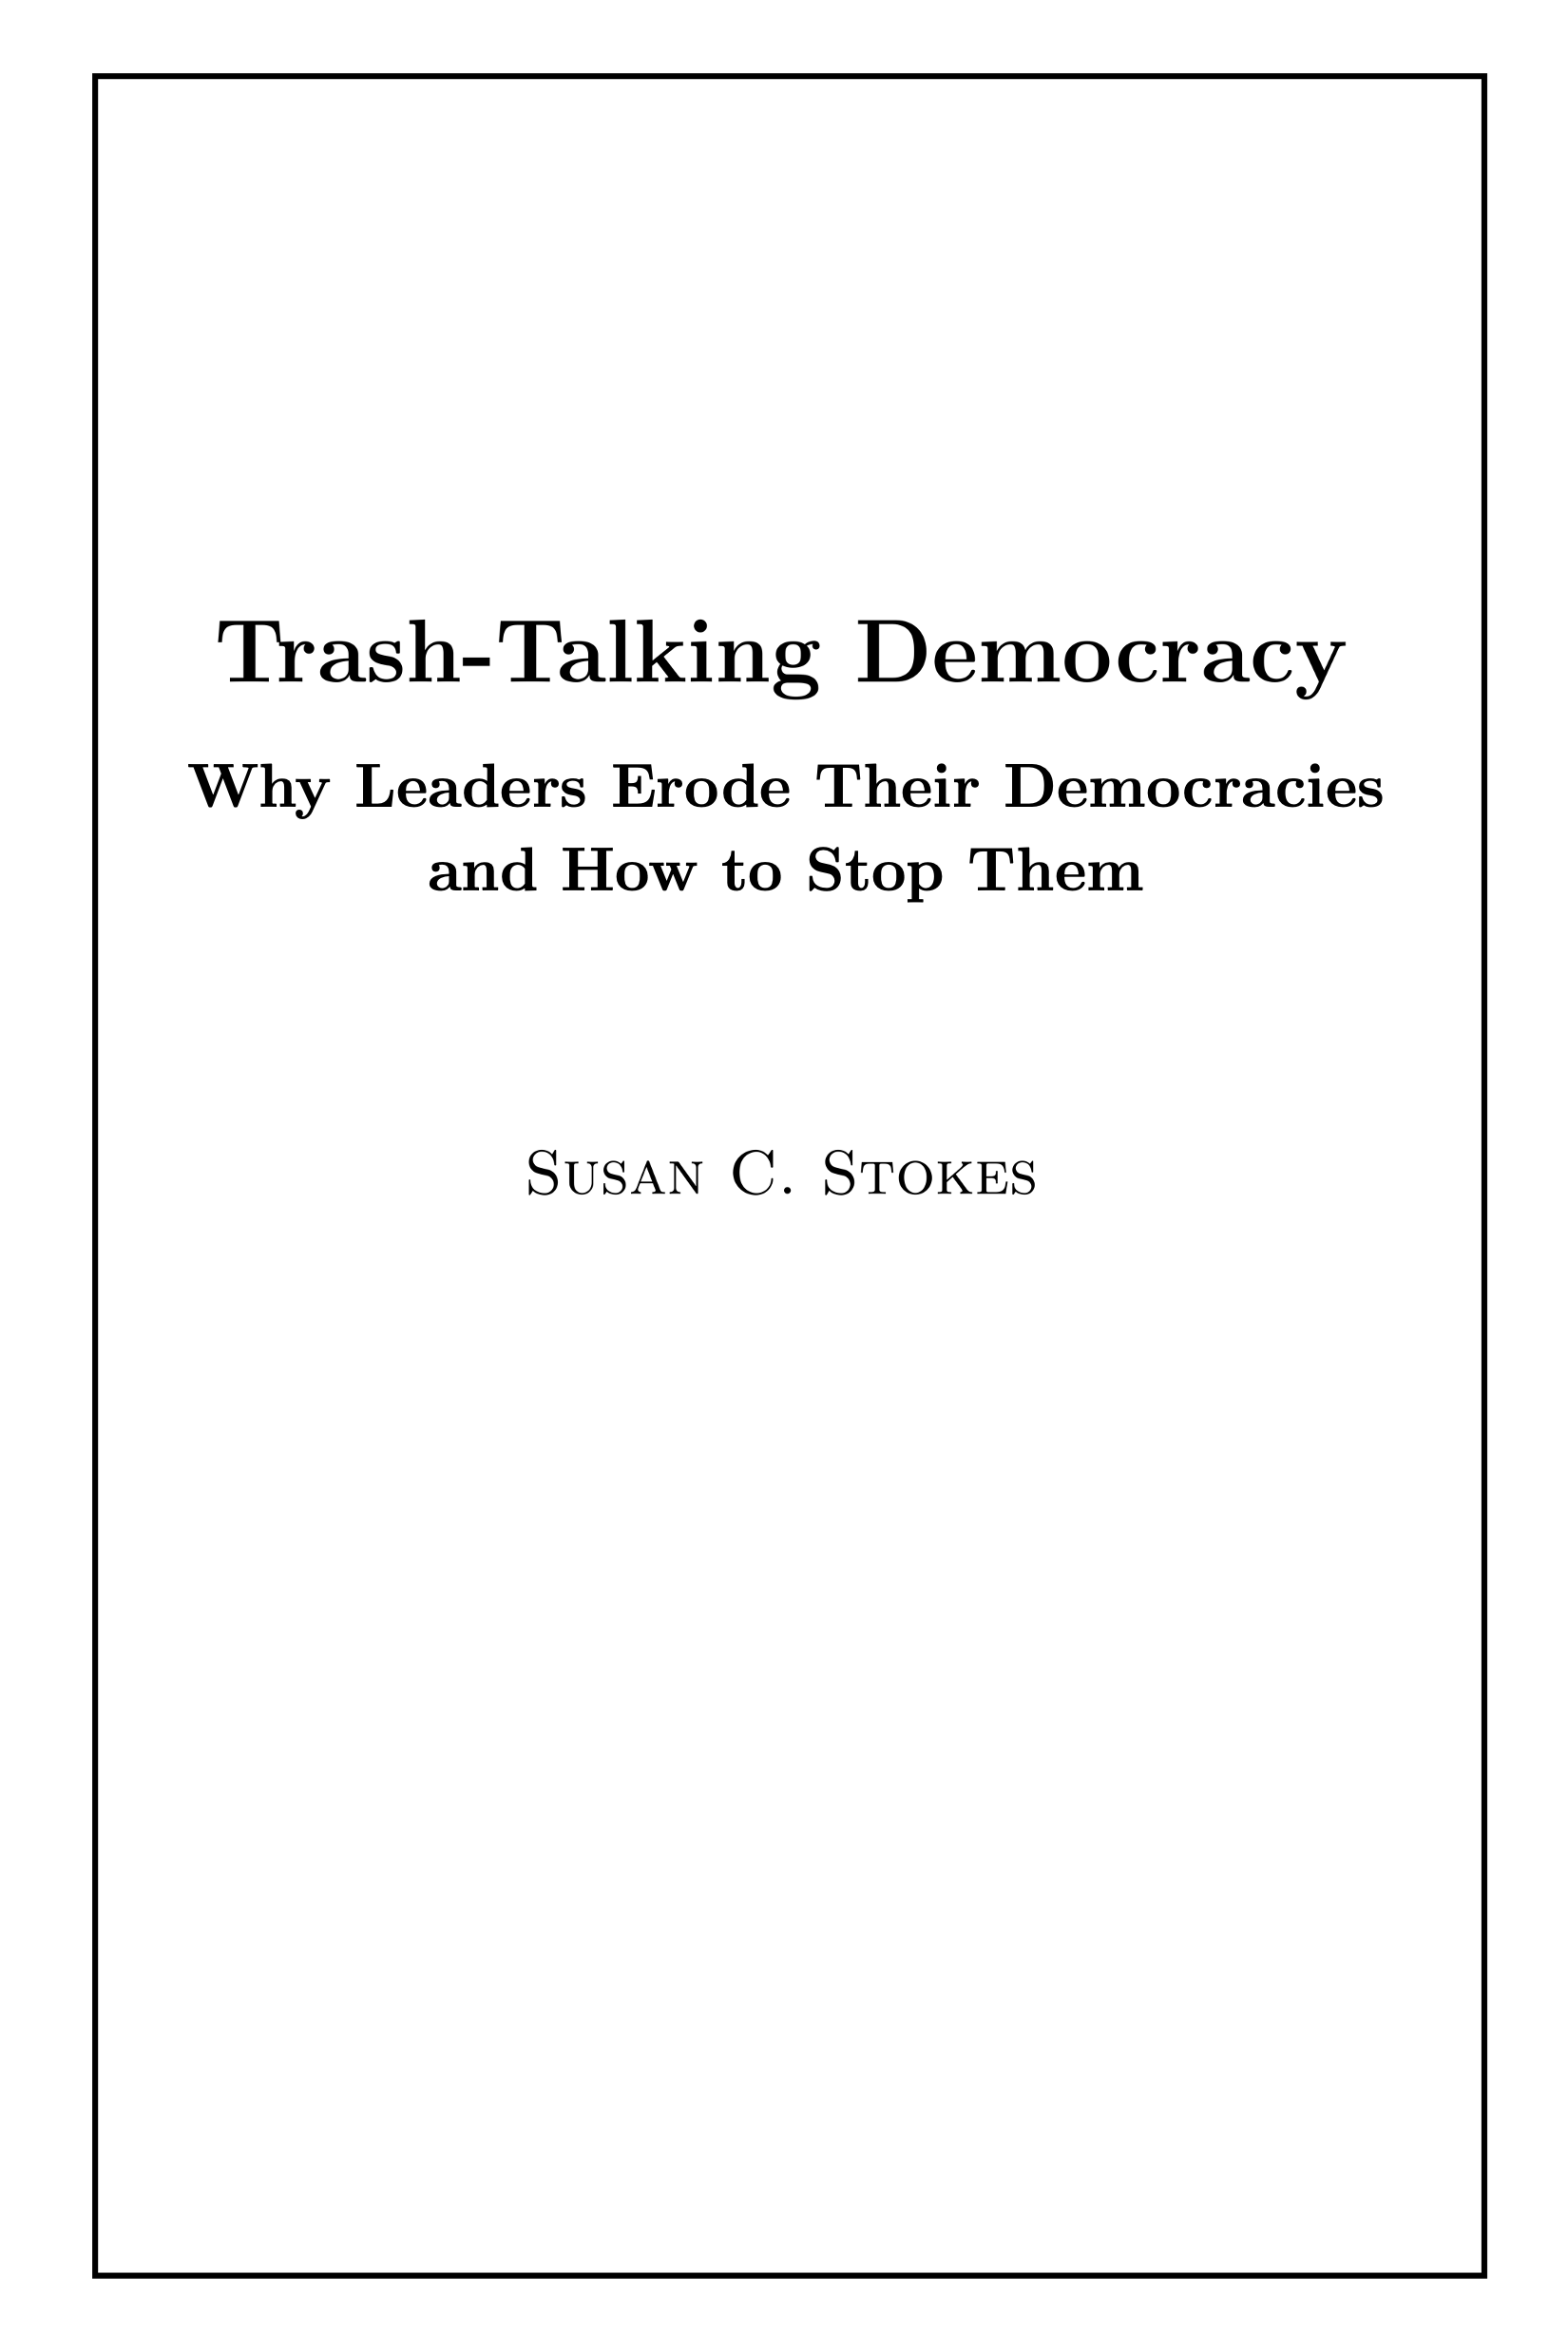 Trash-Talking Democracy
Why Leaders Erode Their Democracies
and How to Stop Them
Susan C. Stokes